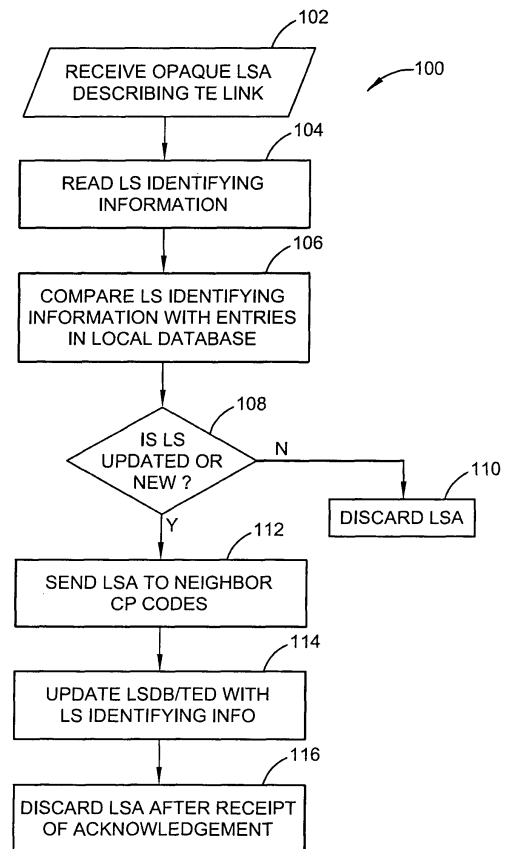 102
RECEIVE OPAQUE LSA
DESCRIBING TE LINK
100
104
READ LS IDENTIFYING
INFORMATION
106
COMPARE LS IDENTIFYING
INFORMATION WITH ENTRIES
IN LOCAL DATABASE
108
IS LS
UPDATED OR
NEW ?
N
110
DISCARD LSA
Y
112
SEND LSA TO NEIGHBOR
CP CODES
114
UPDATE LSDB/TED WITH
LS IDENTIFYING INFO
116
DISCARD LSA AFTER RECEIPT
OF ACKNOWLEDGEMENT